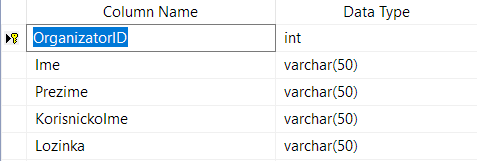 Column Name Data Type
OrganizatorID int
Ime varchar(50)
Prezime varchar(50)
KorisnickoIme varchar(50)
Lozinka varchar(50)